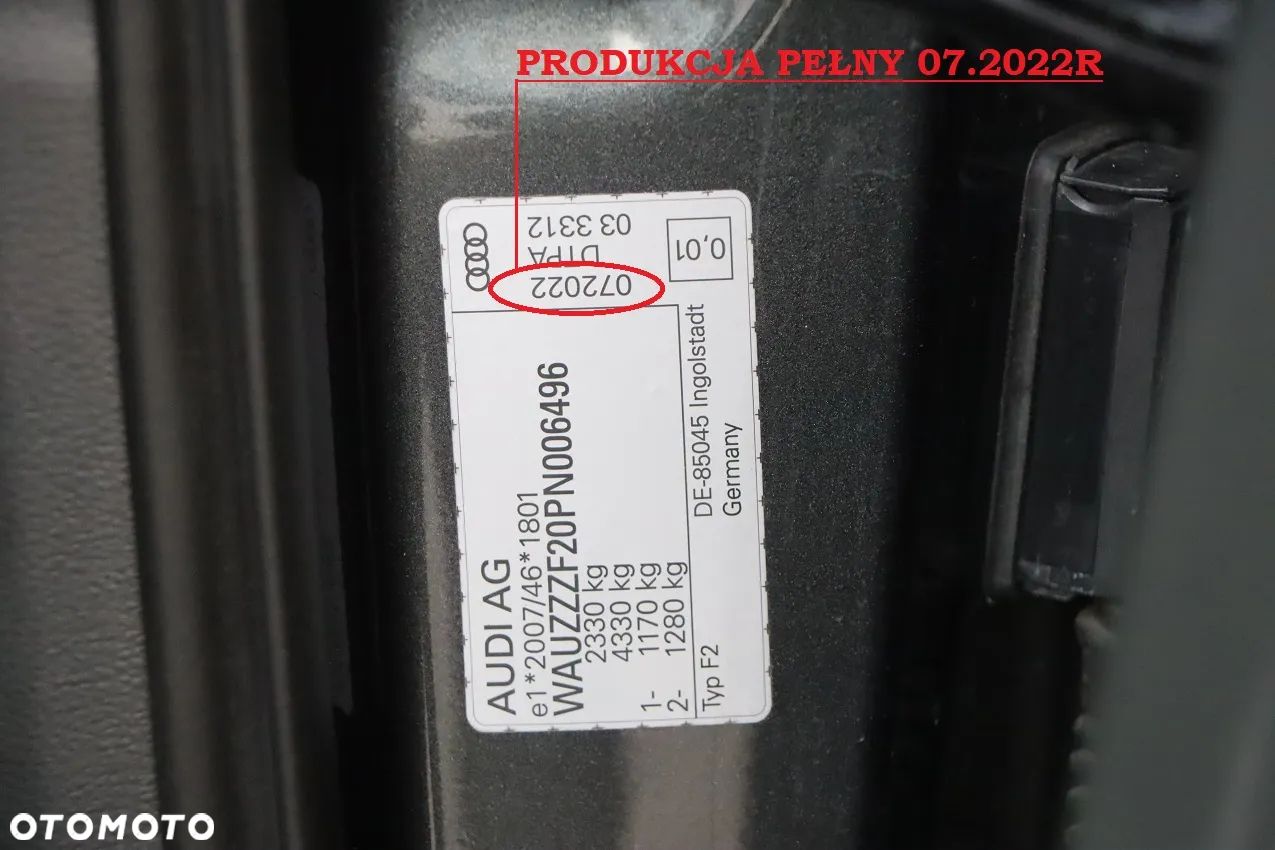 PRODUKCJA PEŁNY 07.2022R
03 3312
D1PA
072022
0,01
AUDI AG
e1*2007/46*1801
WAUZZZF20PN006496
2330 kg
4330 kg
1- 1170 kg
2- 1280 kg
Typ F2
DE-85045 Ingolstadt
Germany
OTOMOTO